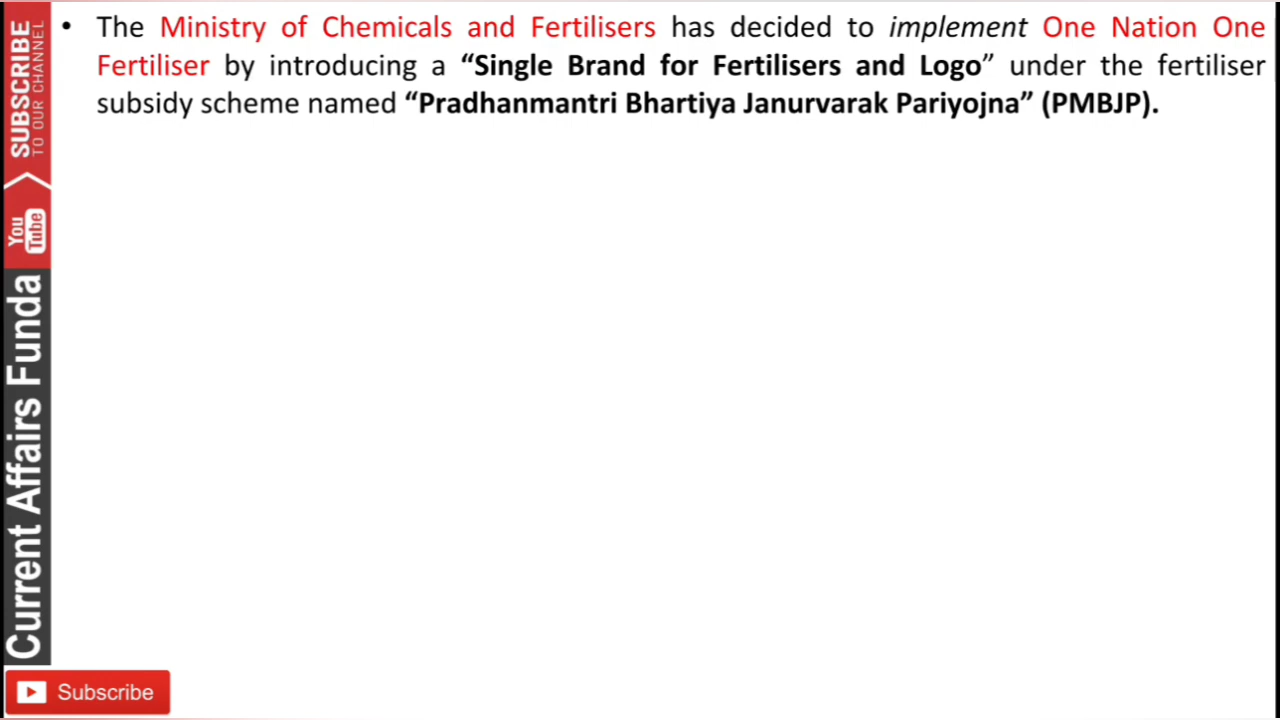 • The Ministry of Chemicals and Fertilisers has decided to implement One Nation One
Fertiliser by introducing a “Single Brand for Fertilisers and Logo” under the fertiliser
subsidy scheme named “Pradhanmantri Bhartiya Janurvarak Pariyojna” (PMBJP).
SUBSCRIBE
TO OUR CHANNEL
You
Tube
Current Affairs Funda
Subscribe